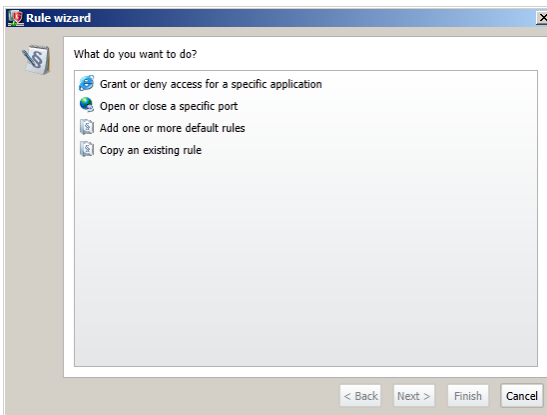 Rule wizard
What do you want to do?
Grant or deny access for a specific application
Open or close a specific port
Add one or more default rules
Copy an existing rule
< Back Next > Finish Cancel